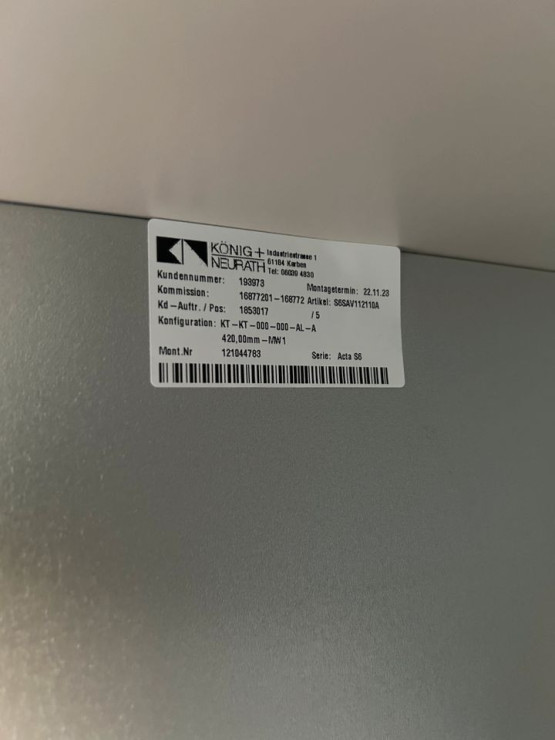 KÖNIG + NEURATH
Industriestrasse 1
61184 Karben
Tel: 06039 4830
Kundennummer: 193973 Montagetermin: 22.11.23
Kommission: 16877201-168772 Artikel: S6SAV112110A
Kd-Auftr. / Pos: 1853017 / 5
Konfiguration: KT-KT-000-000-AL-A
420,00mm-MW1
Mont.Nr 121044783 Serie: Acta S6